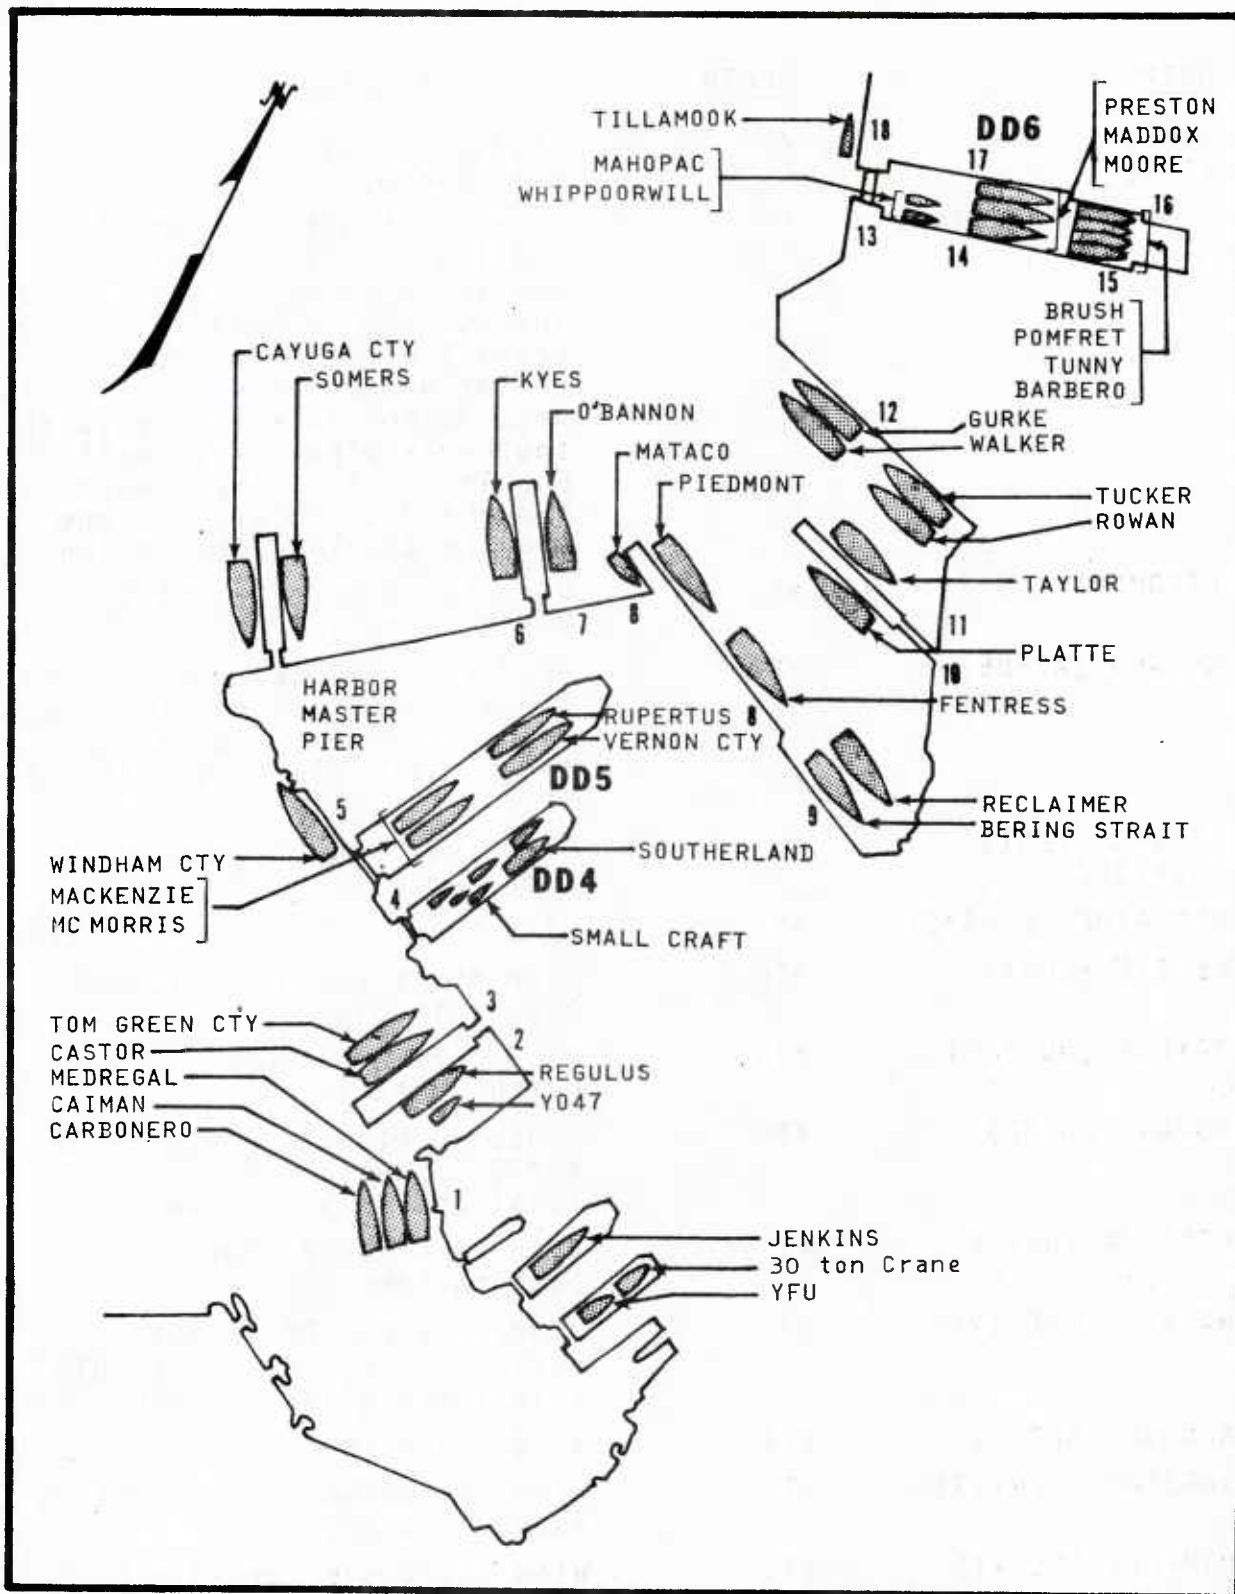 N
TILLAMOOK
18
DD6
PRESTON
MADDOX
MOORE
17
MAHOPAC
WHIPPOORWILL
16
13
14
15
BRUSH
POMFRET
TUNNY
BARBERO
CAYUGA CTY
SOMERS
KYES
O'BANNON
MATACO
PIEDMONT
12
GURKE
WALKER
TUCKER
ROWAN
TAYLOR
6
7
8
11
PLATTE
10
HARBOR
MASTER
PIER
FENTRESS
RUPERTUS 8
VERNON CTY
DD5
5
9
RECLAIMER
BERING STRAIT
WINDHAM CTY
MACKENZIE
MC MORRIS
SOUTHERLAND
DD4
4
SMALL CRAFT
3
2
TOM GREEN CTY
CASTOR
MEDREGAL
CAIMAN
CARBONERO
REGULUS
YO47
1
JENKINS
30 ton Crane
YFU